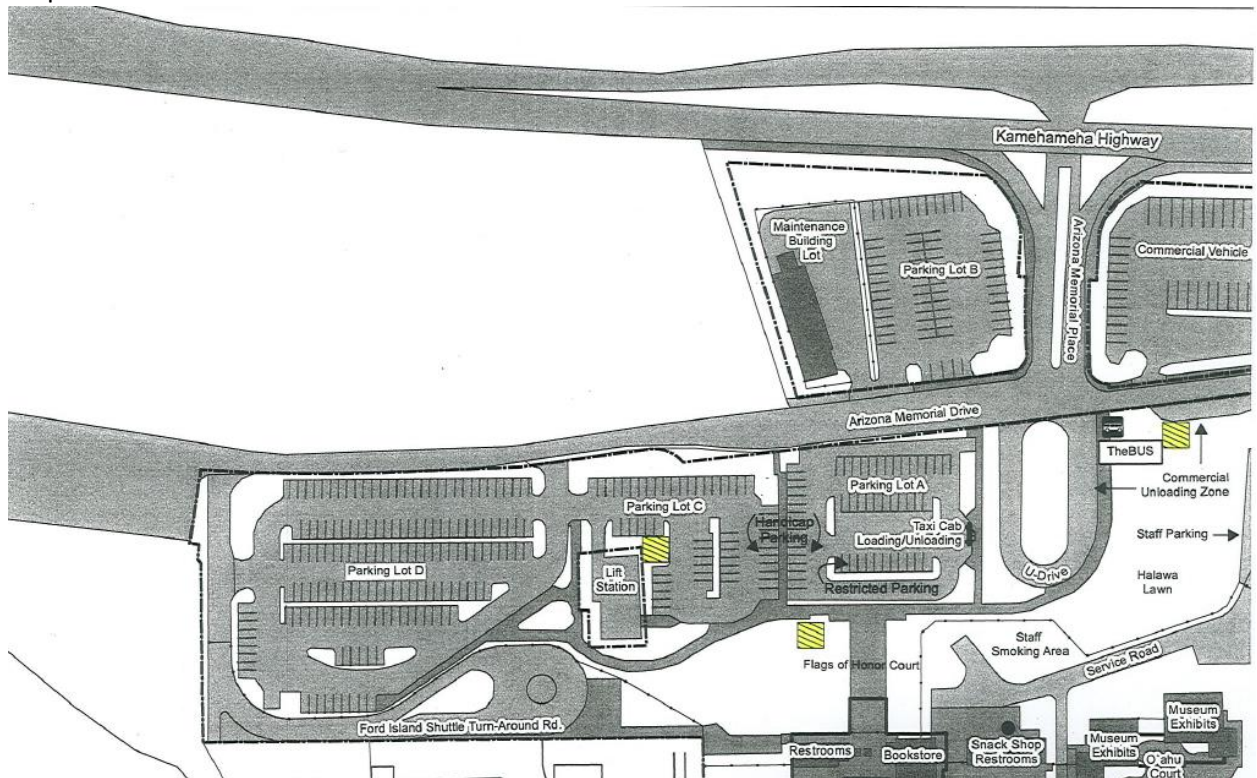 Kamehameha Highway
Maintenance
Building
Lot
Parking Lot B
Arizona Memorial Place
Commercial Vehicle
Arizona Memorial Drive
TheBUS
Commercial
Unloading Zone
Parking Lot A
Parking Lot C
Handicap
Parking
Taxi Cab
Loading/Unloading
Staff Parking
Parking Lot D
Lift
Station
Restricted Parking
U-Drive
Halawa
Lawn
Staff
Smoking Area
Service Road
Flags of Honor Court
Ford Island Shuttle Turn-Around Rd.
Restrooms
Bookstore
Snack Shop
Restrooms
Museum
Exhibits
Museum
Exhibits
O'ahu
Court